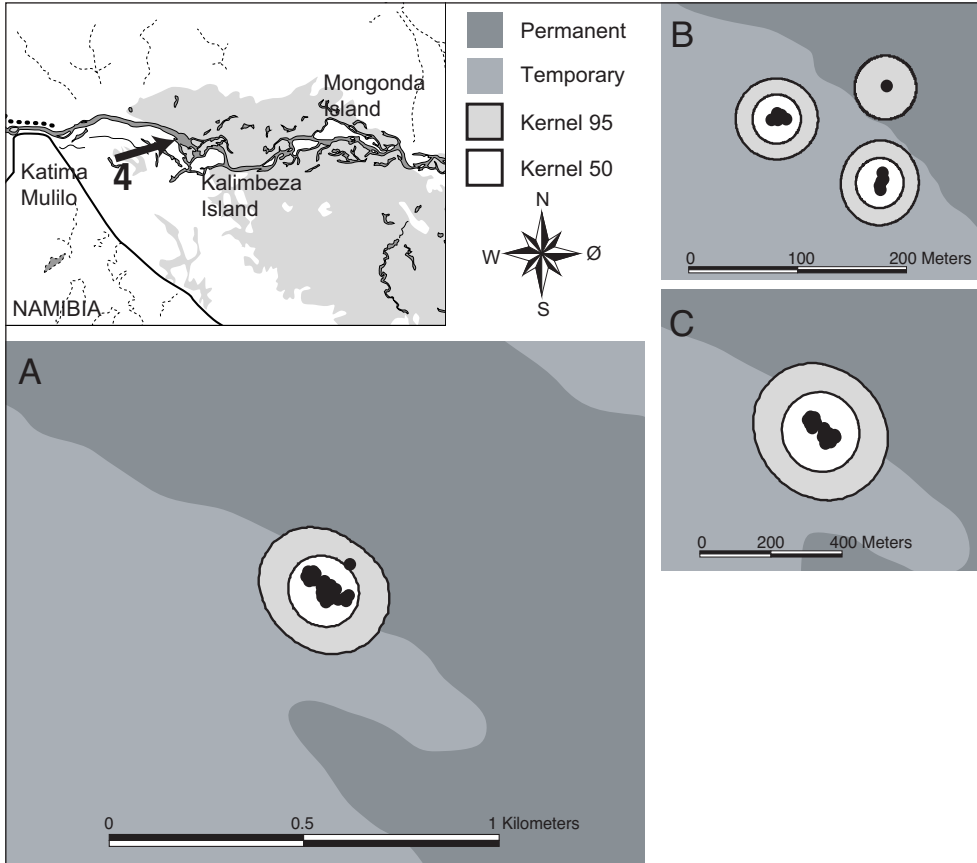 Mongonda
Island
4
Katima
Mulilo
Kalimbeza
Island
NAMIBIA
Permanent
Temporary
Kernel 95
Kernel 50
N
W
Ø
S
B
0 100 200 Meters
C
0 200 400 Meters
A
0 0.5 1 Kilometers